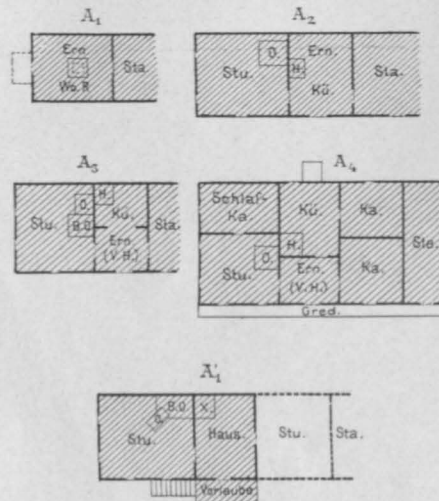 A₁
Ern.
Wo. R.
Sta.
A₂
Stu.
O.
Ern.
H.
Kü.
Sta.
A₃
Stu.
O.
B.O.
H.
Kü.
Ern.
(V.H.)
Sta.
A₄
Schlaf-
Ka.
Kü.
Ka.
Sta.
Stu.
O.
H.
Ern.
(V.H.)
Ka.
Gred.
A'₁
Stu.
O.
B.O.
Haus.
Stu.
Sta.
Vorlaube